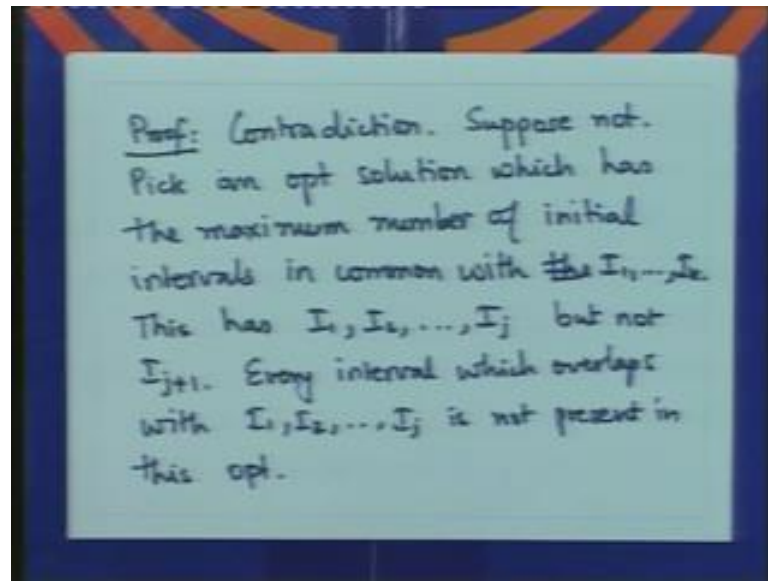 Proof: Contradiction. Suppose not.
Pick an opt solution which has
the maximum number of initial
intervals in common with the I₁,...,Iₖ.
This has I₁, I₂, ..., Iⱼ but not
Iⱼ₊₁. Every interval which overlaps
with I₁, I₂, ..., Iⱼ is not present in
this opt.